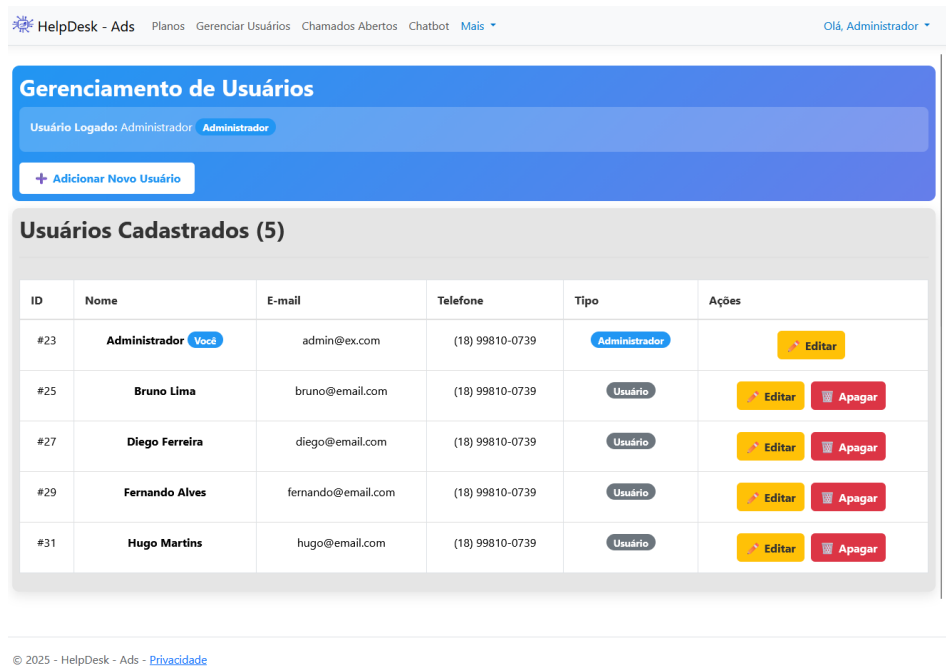 HelpDesk - Ads Planos Gerenciar Usuários Chamados Abertos Chatbot Mais Olá, Administrador
Gerenciamento de Usuários
Usuário Logado: Administrador Administrador
Adicionar Novo Usuário
Usuários Cadastrados (5)
ID Nome E-mail Telefone Tipo Ações
#23 Administrador Você admin@ex.com (18) 99810-0739 Administrador Editar
#25 Bruno Lima bruno@email.com (18) 99810-0739 Usuário Editar Apagar
#27 Diego Ferreira diego@email.com (18) 99810-0739 Usuário Editar Apagar
#29 Fernando Alves fernando@email.com (18) 99810-0739 Usuário Editar Apagar
#31 Hugo Martins hugo@email.com (18) 99810-0739 Usuário Editar Apagar
© 2025 - HelpDesk - Ads - Privacidade